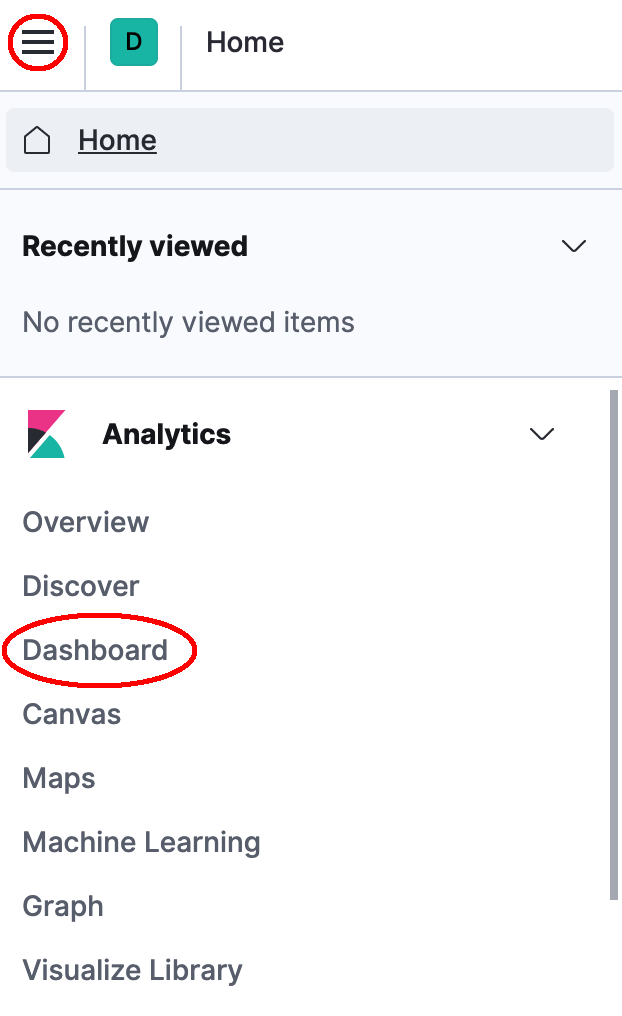 D Home
Home
Recently viewed
No recently viewed items
Analytics
Overview
Discover
Dashboard
Canvas
Maps
Machine Learning
Graph
Visualize Library